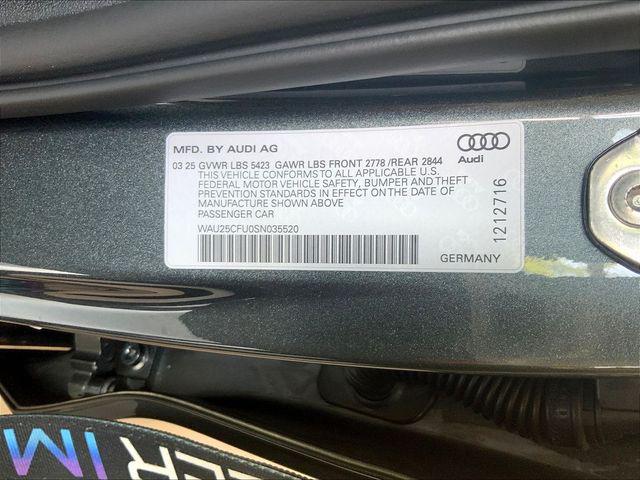 MFD. BY AUDI AG
03 25 GVWR LBS 5423 GAWR LBS FRONT 2778 /REAR 2844
THIS VEHICLE CONFORMS TO ALL APPLICABLE U.S.
FEDERAL MOTOR VEHICLE SAFETY, BUMPER AND THEFT
PREVENTION STANDARDS IN EFFECT ON THE DATE OF
MANUFACTURE SHOWN ABOVE
PASSENGER CAR
WAU25CFU0SN035520
Audi
1212716
GERMANY
M
ER IM